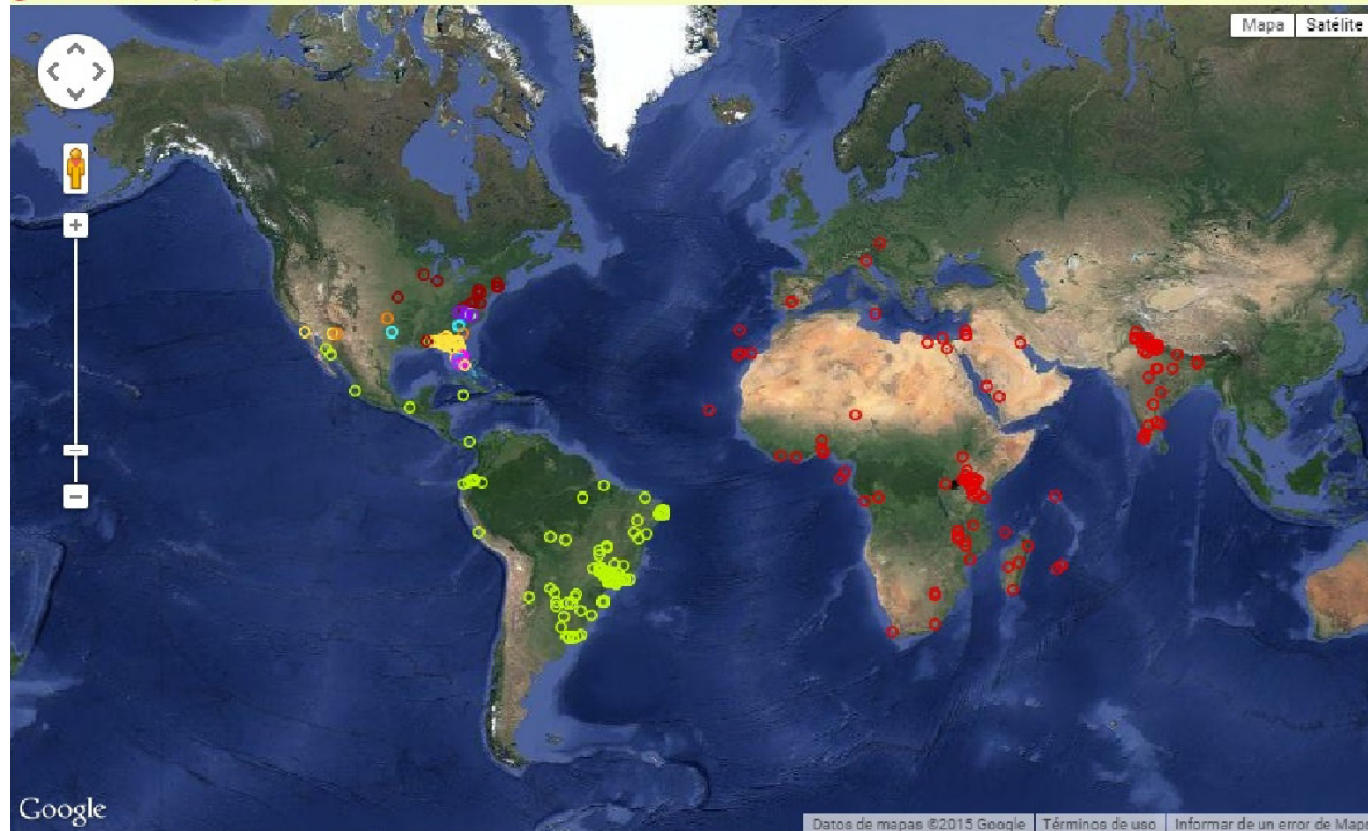 Mapa Satélite
+
−
Google
Datos de mapas ©2015 Google Términos de uso Informar de un error de Map